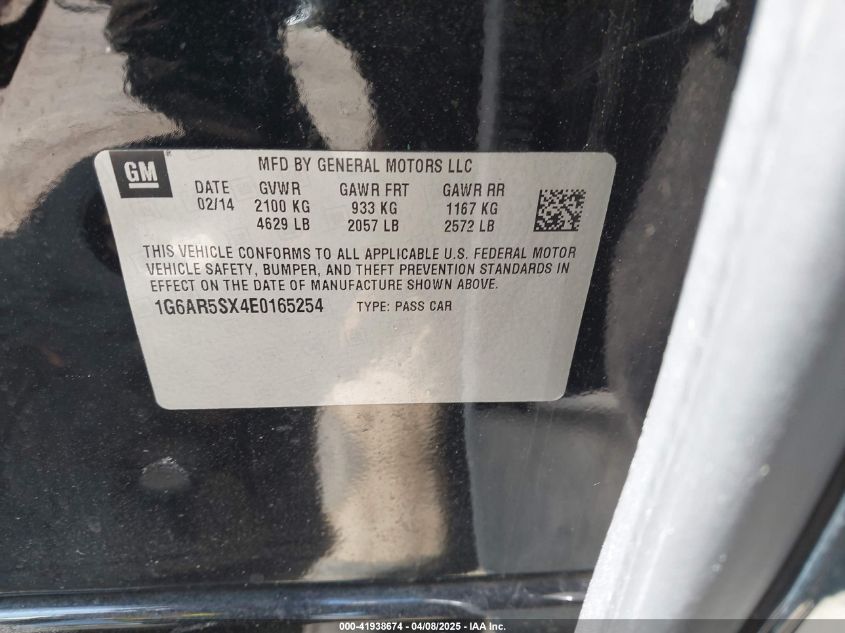 GM
MFD BY GENERAL MOTORS LLC
DATE GVWR GAWR FRT GAWR RR
02/14 2100 KG 933 KG 1167 KG
4629 LB 2057 LB 2572 LB
THIS VEHICLE CONFORMS TO ALL APPLICABLE U.S. FEDERAL MOTOR
VEHICLE SAFETY, BUMPER, AND THEFT PREVENTION STANDARDS IN
EFFECT ON THE DATE OF MANUFACTURE SHOWN ABOVE.
1G6AR5SX4E0165254 TYPE: PASS CAR
000-41938674 - 04/08/2025 - IAA Inc.